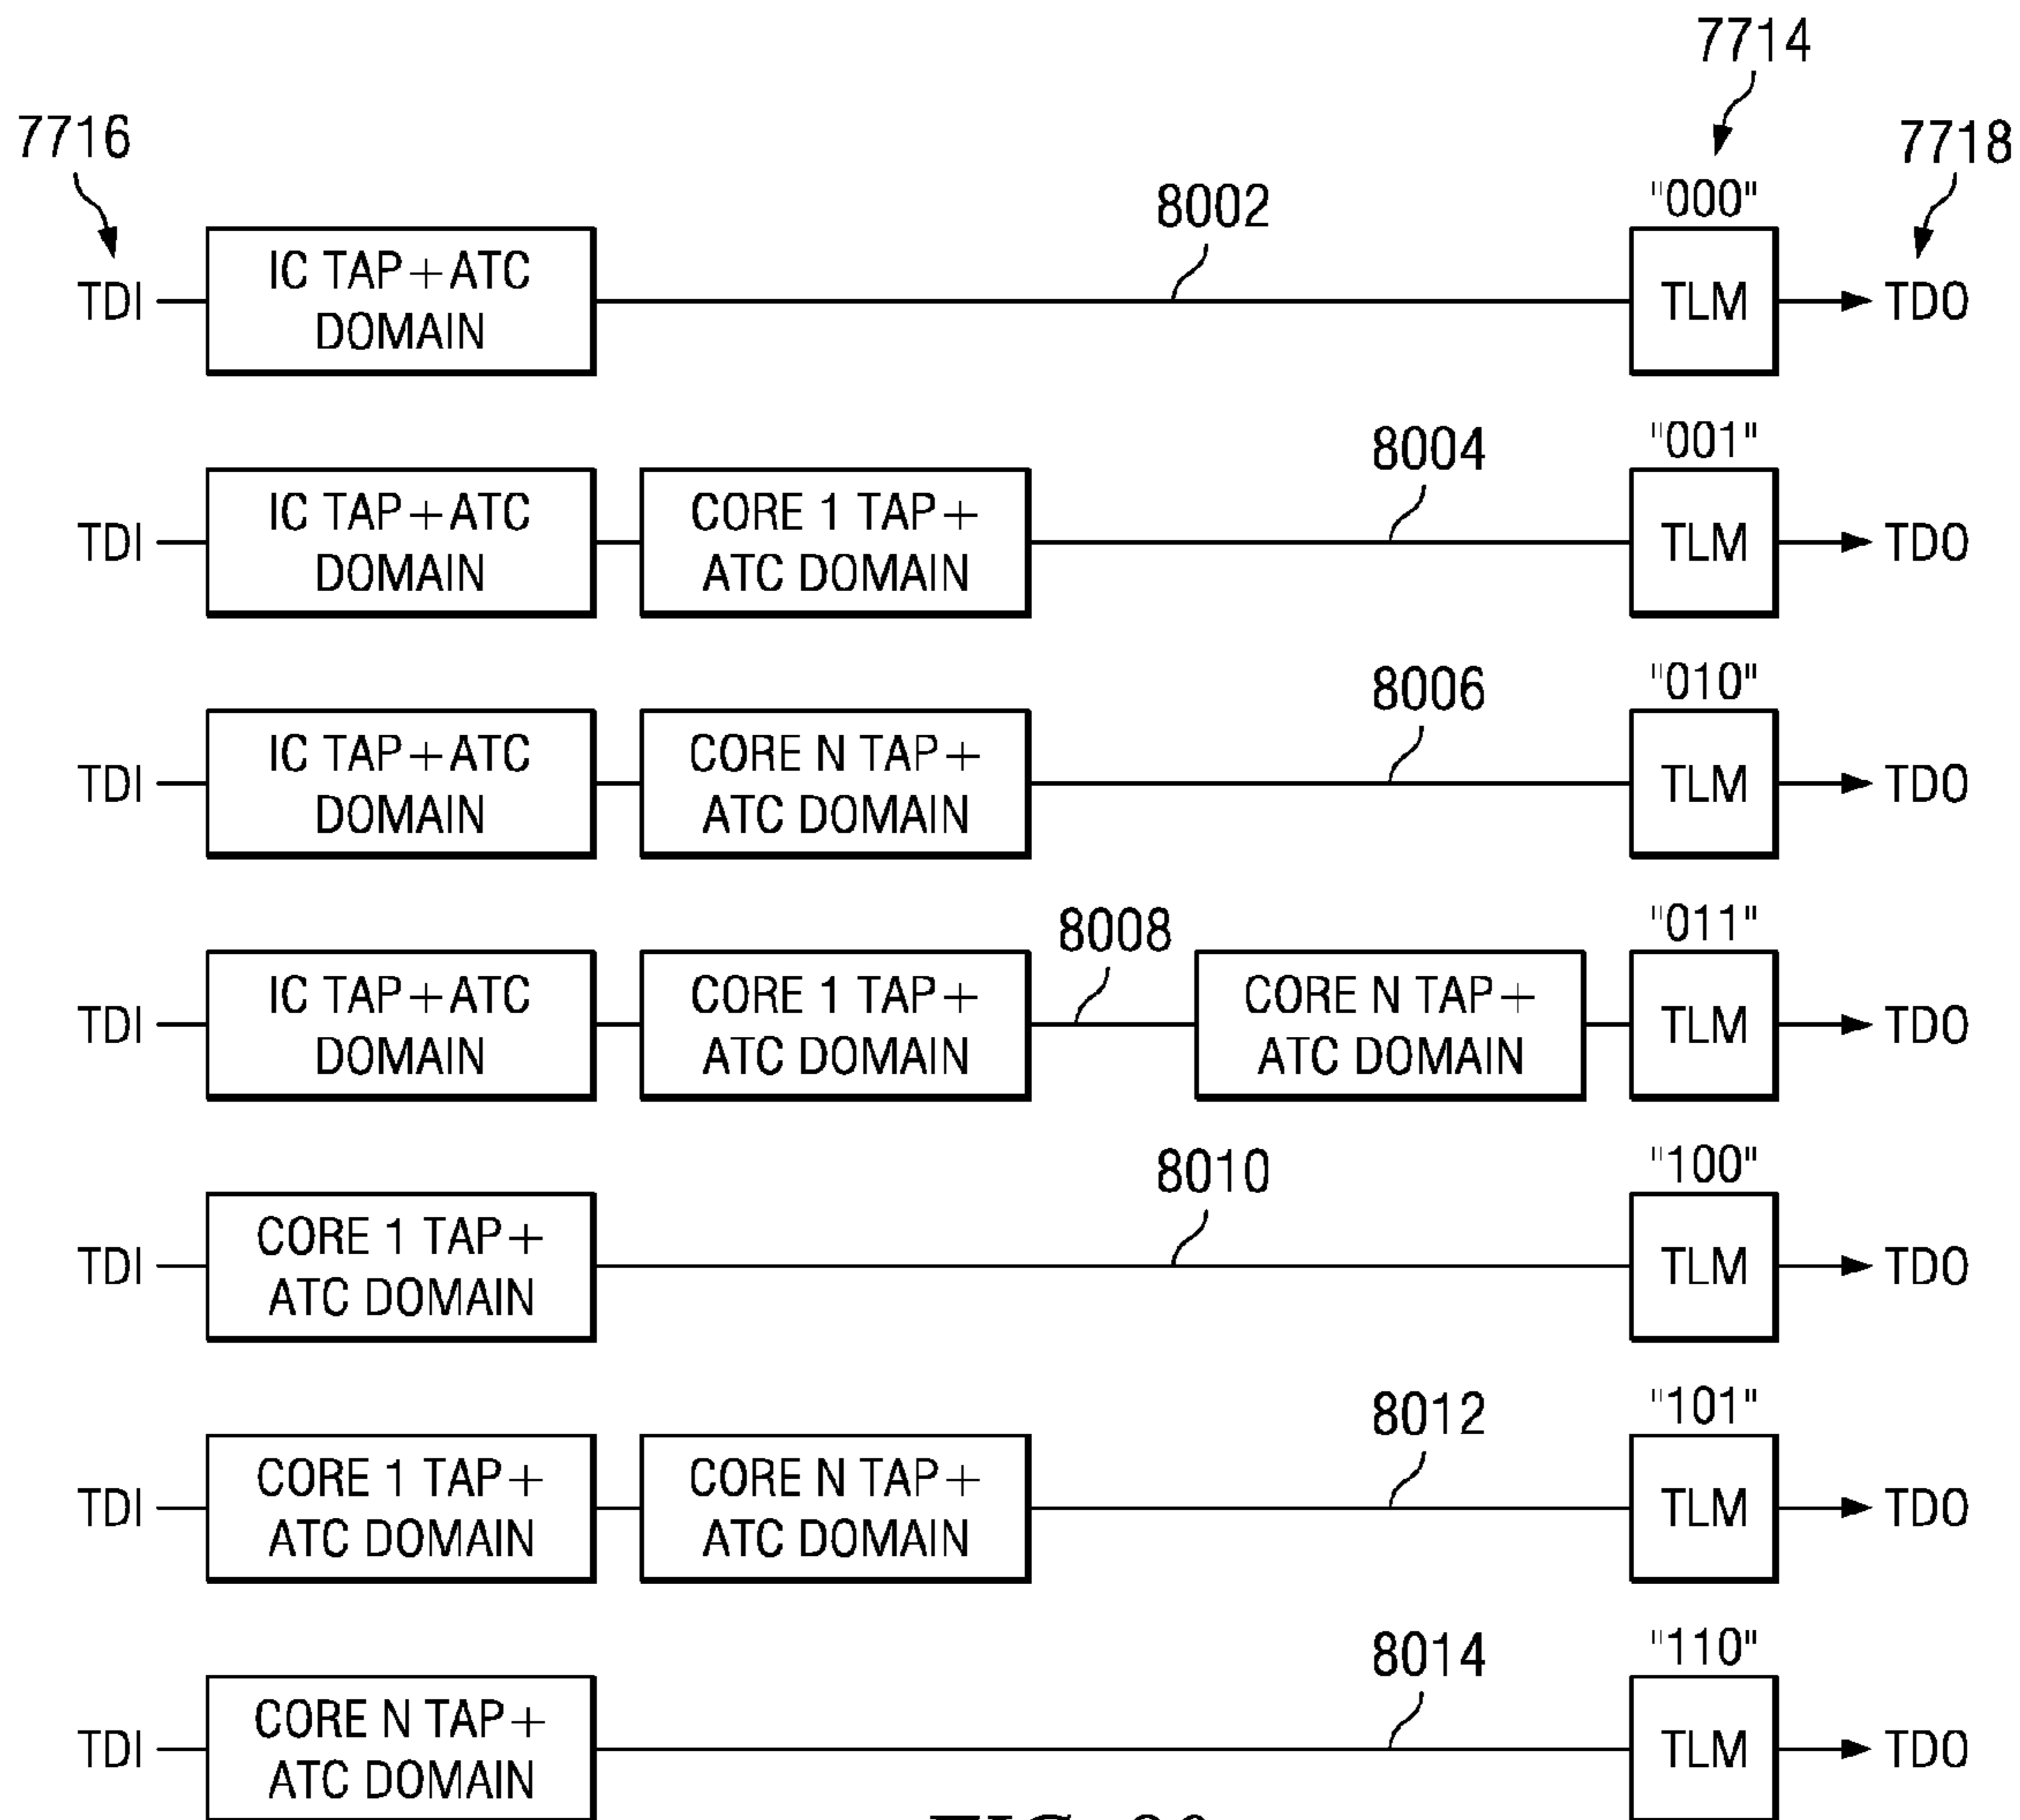 7714
7716
7718
8002
"000"
TDI
IC TAP+ATC
DOMAIN
TLM
TDO
8004
"001"
TDI
IC TAP+ATC
DOMAIN
CORE 1 TAP+
ATC DOMAIN
TLM
TDO
8006
"010"
TDI
IC TAP+ATC
DOMAIN
CORE N TAP+
ATC DOMAIN
TLM
TDO
8008
"011"
TDI
IC TAP+ATC
DOMAIN
CORE 1 TAP+
ATC DOMAIN
CORE N TAP+
ATC DOMAIN
TLM
TDO
8010
"100"
TDI
CORE 1 TAP+
ATC DOMAIN
TLM
TDO
8012
"101"
TDI
CORE 1 TAP+
ATC DOMAIN
CORE N TAP+
ATC DOMAIN
TLM
TDO
8014
"110"
TDI
CORE N TAP+
ATC DOMAIN
TLM
TDO